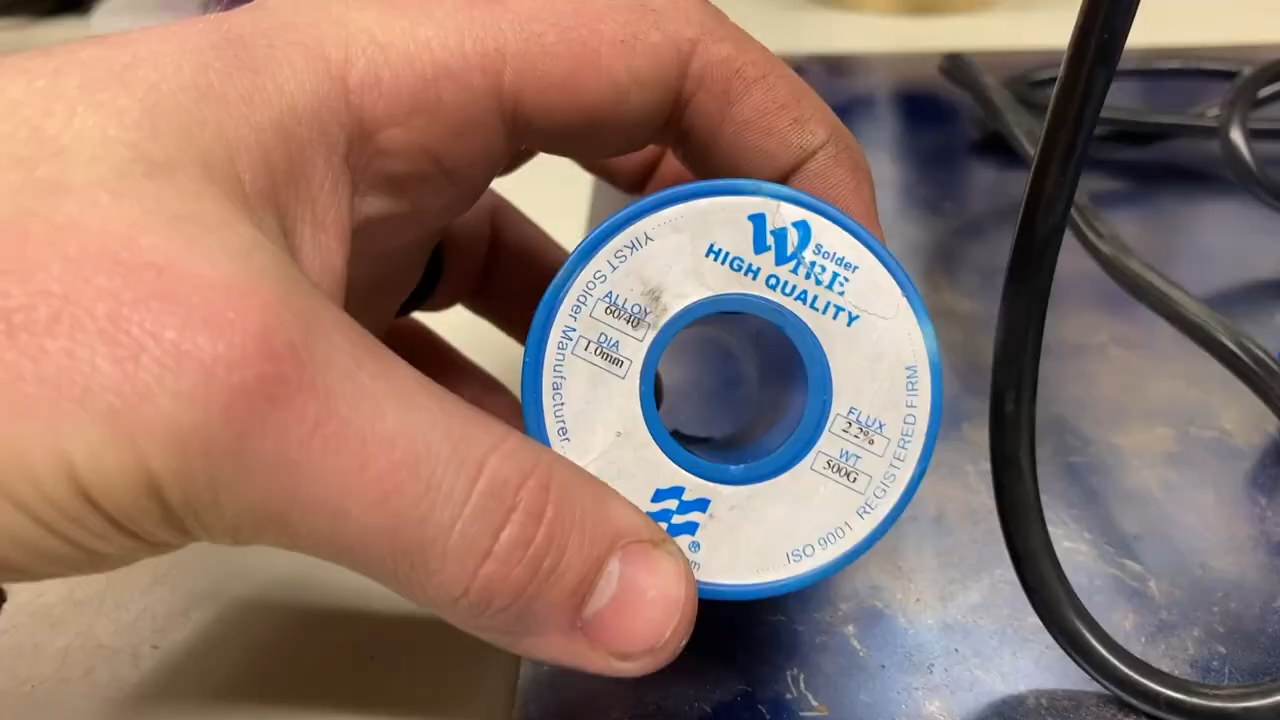 WIRE
Solder
HIGH QUALITY
YIKST Solder Manufacturer
ALLOY
60/40
DIA
1.0mm
FLUX
2.2%
WT
500G
®
ISO 9001 REGISTERED FIRM